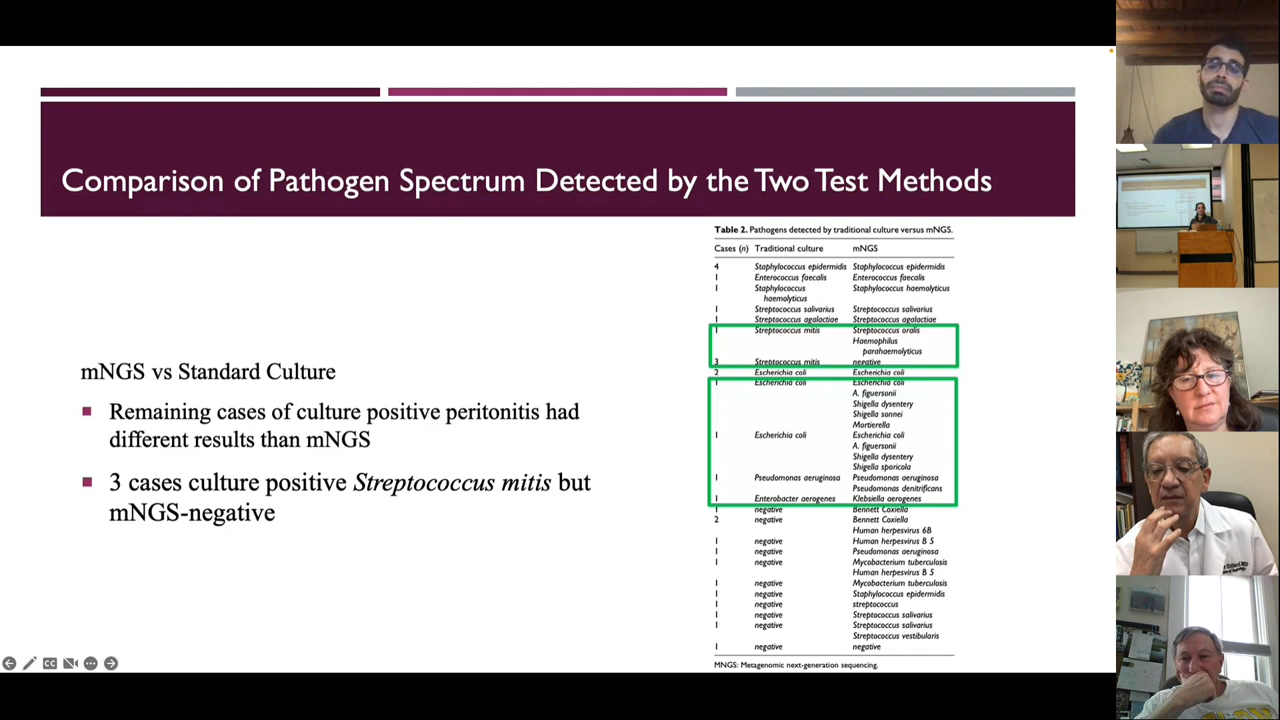 Comparison of Pathogen Spectrum Detected by the Two Test Methods
mNGS vs Standard Culture
Remaining cases of culture positive peritonitis had
different results than mNGS
3 cases culture positive Streptococcus mitis but
mNGS-negative
Table 2. Pathogens detected by traditional culture versus mNGS.
Cases (n) Traditional culture mNGS
4 Staphylococcus epidermidis Staphylococcus epidermidis
1 Enterococcus faecalis Enterococcus faecalis
1 Staphylococcus Staphylococcus haemolyticus
haemolyticus
1 Streptococcus salivarius Streptococcus salivarius
1 Streptococcus agalactiae Streptococcus agalactiae
1 Streptococcus mitis Streptococcus oralis
Haemophilus
parahaemolyticus
3 Streptococcus mitis negative
2 Escherichia coli Escherichia coli
1 Escherichia coli Escherichia coli
A. figuersonii
Shigella dysentery
Shigella sonnei
Mortierella
1 Escherichia coli Escherichia coli
A. figuersonii
Shigella dysentery
Shigella sporicola
1 Pseudomonas aeruginosa Pseudomonas aeruginosa
Pseudomonas denitrificans
1 Enterobacter aerogenes Klebsiella aerogenes
1 negative Bennett Coxiella
2 negative Bennett Coxiella
Human herpesvirus 6B
1 negative Human herpesvirus B 5
1 negative Pseudomonas aeruginosa
1 negative Mycobacterium tuberculosis
Human herpesvirus B 5
1 negative Mycobacterium tuberculosis
1 negative Staphylococcus epidermidis
1 negative streptococcus
1 negative Streptococcus salivarius
1 negative Streptococcus salivarius
Streptococcus vestibularis
1 negative negative
MNGS: Metagenomic next-generation sequencing.
CC